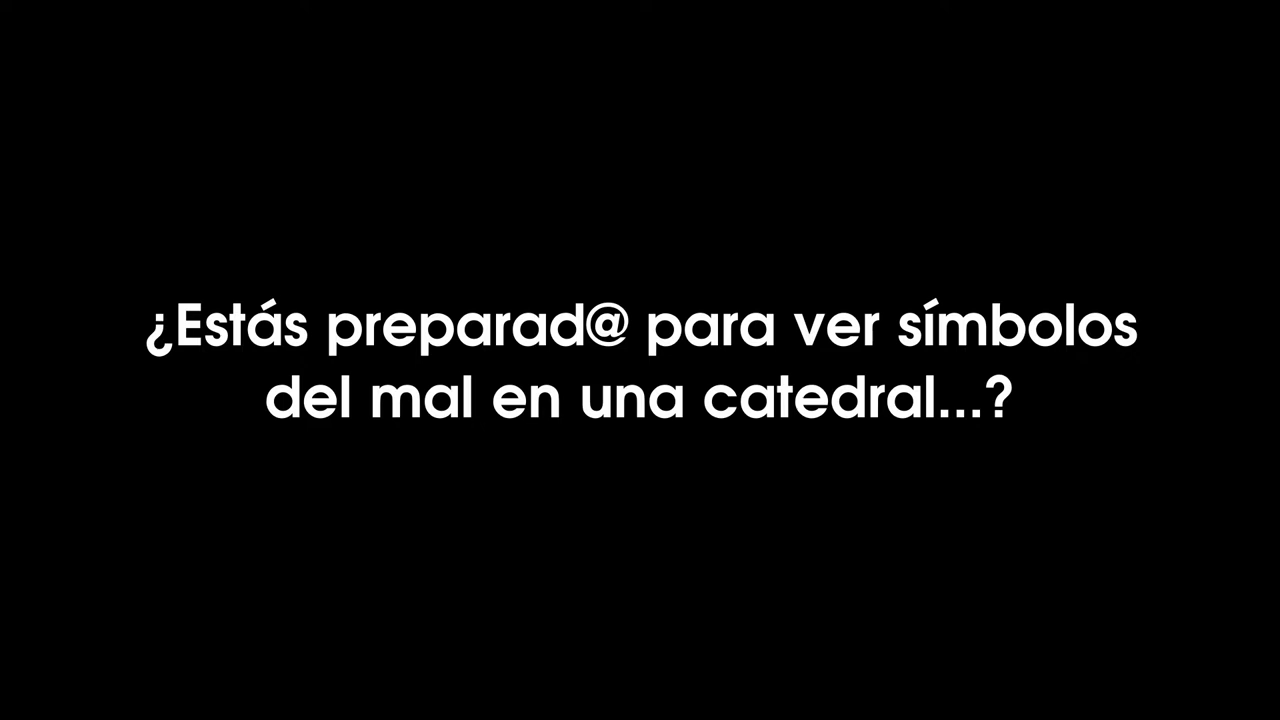 ¿Estás preparad@ para ver símbolos
del mal en una catedral...?